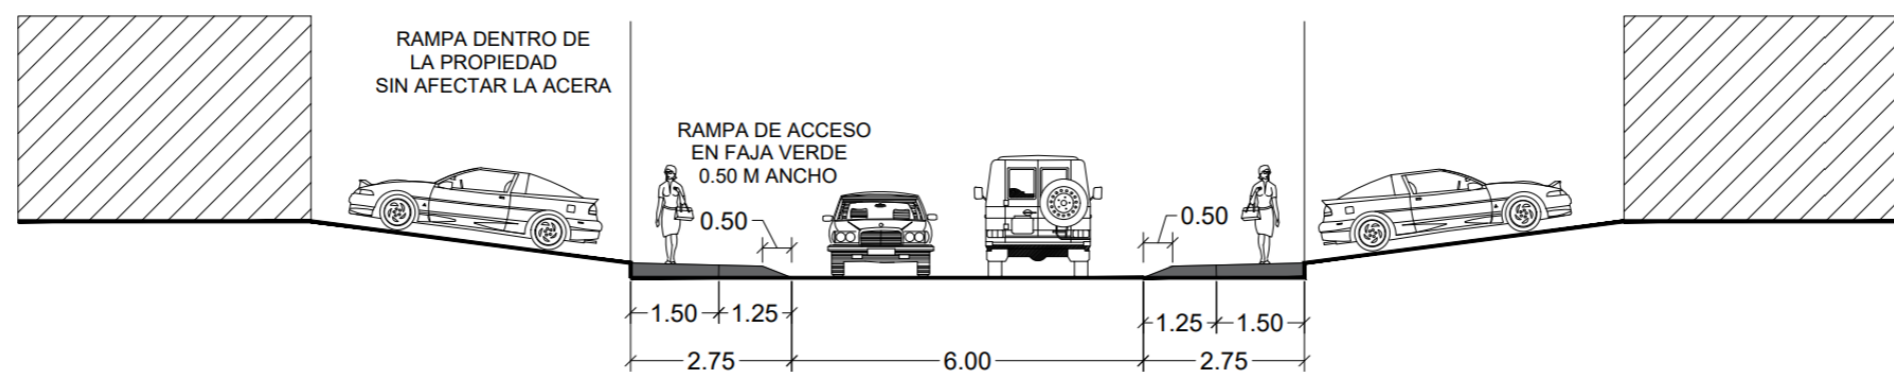 RAMPA DENTRO DE
LA PROPIEDAD
SIN AFECTAR LA ACERA
RAMPA DE ACCESO
EN FAJA VERDE
0.50 M ANCHO
0.50
0.50
1.50
1.25
1.25
1.50
2.75
6.00
2.75